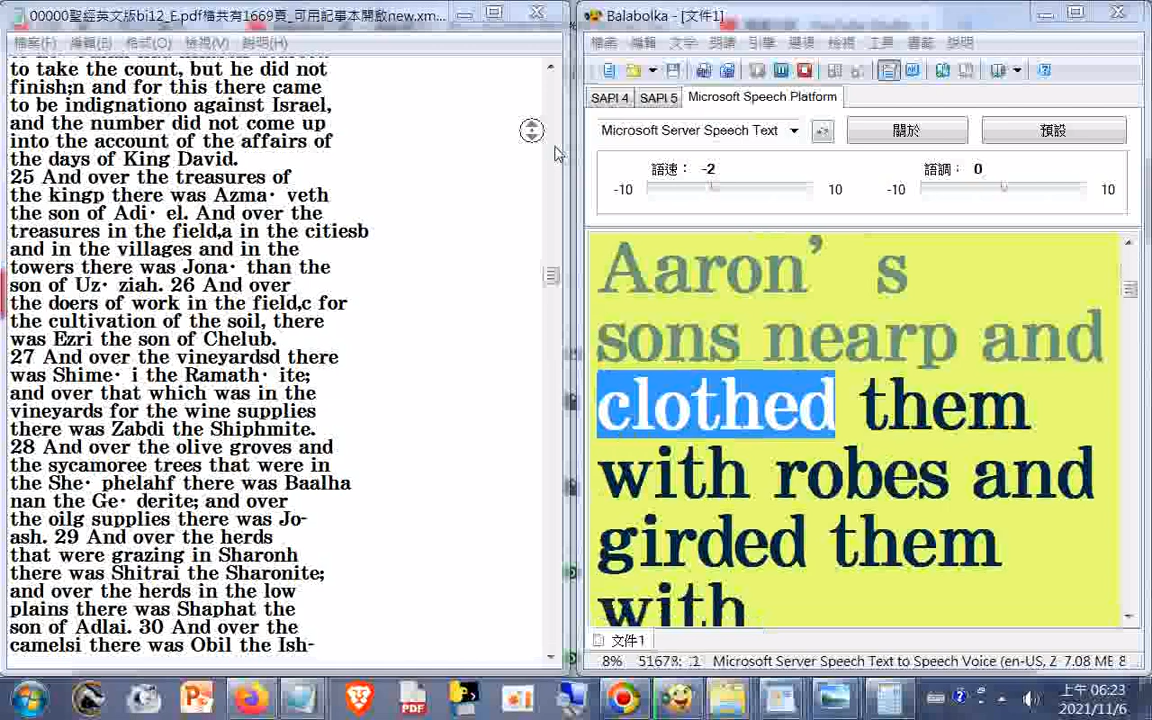 00000聖經英文版bi12_E.pdf檔共有1669頁_可用記事本開啟new.xm...
檔案(F) 編輯(E) 格式(O) 檢視(V) 說明(H)
to take the count, but he did not
finish;n and for this there came
to be indignationo against Israel,
and the number did not come up
into the account of the affairs of
the days of King David.
25 And over the treasures of
the kingp there was Azma· veth
the son of Adi· el. And over the
treasures in the field,a in the citiesb
and in the villages and in the
towers there was Jona· than the
son of Uz· ziah. 26 And over
the doers of work in the field,c for
the cultivation of the soil, there
was Ezri the son of Chelub.
27 And over the vineyardsd there
was Shime· i the Ramath· ite;
and over that which was in the
vineyards for the wine supplies
there was Zabdi the Shiphmite.
28 And over the olive groves and
the sycamoree trees that were in
the She· phelahf there was Baalha
nan the Ge· derite; and over
the oilg supplies there was Jo-
ash. 29 And over the herds
that were grazing in Sharonh
there was Shitrai the Sharonite;
and over the herds in the low
plains there was Shaphat the
son of Adlai. 30 And over the
camelsi there was Obil the Ish-
Balabolka - [文件1]
檔案 編輯 文字 朗讀 引擎 選項 檢視 工具 書籤 說明
SAPI 4 SAPI 5 Microsoft Speech Platform
Microsoft Server Speech Text 關於 預設
語速： -2 語調： 0
-10 10 -10 10
Aaron’ s
sons nearp and
clothed them
with robes and
girded them
with
文件1
8% Microsoft Server Speech Text to Speech Voice (en-US, Z 7.08 MB 8
PDF
上午 06:23
2021/11/6